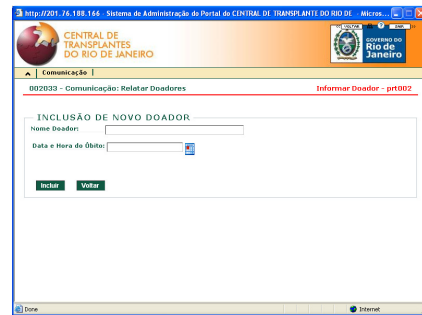 http://201.76.188.166 - Sistema de Administração do Portal do CENTRAL DE TRANSPLANTE DO RIO DE - Micros...
CENTRAL DE
TRANSPLANTES
DO RIO DE JANEIRO
VOLTAR
?
SAIR
GOVERNO DO
Rio de
Janeiro
Comunicação |
002033 - Comunicação: Relatar Doadores
Informar Doador - prt002
INCLUSÃO DE NOVO DOADOR
Nome Doador:
Data e Hora do Óbito:
Incluir Voltar
Done
Internet